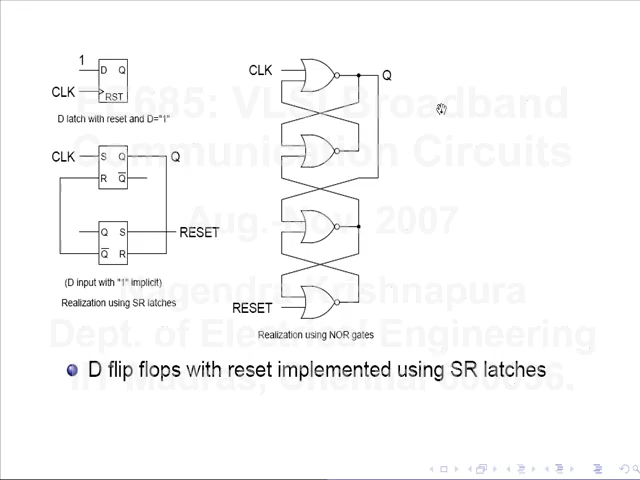 1
D Q
CLK
RST
D latch with reset and D="1"
CLK S Q Q
R Q
Q S RESET
Q R
(D input with "1" implicit)
Realization using SR latches
CLK
Q
RESET
Realization using NOR gates
D flip flops with reset implemented using SR latches
685: VLSI Broadband
Communication Circuits
Aug.-Nov. 2007
Nagendra Krishnapura
Dept. of Electrical Engineering
IIT Madras, Chennai 600036.